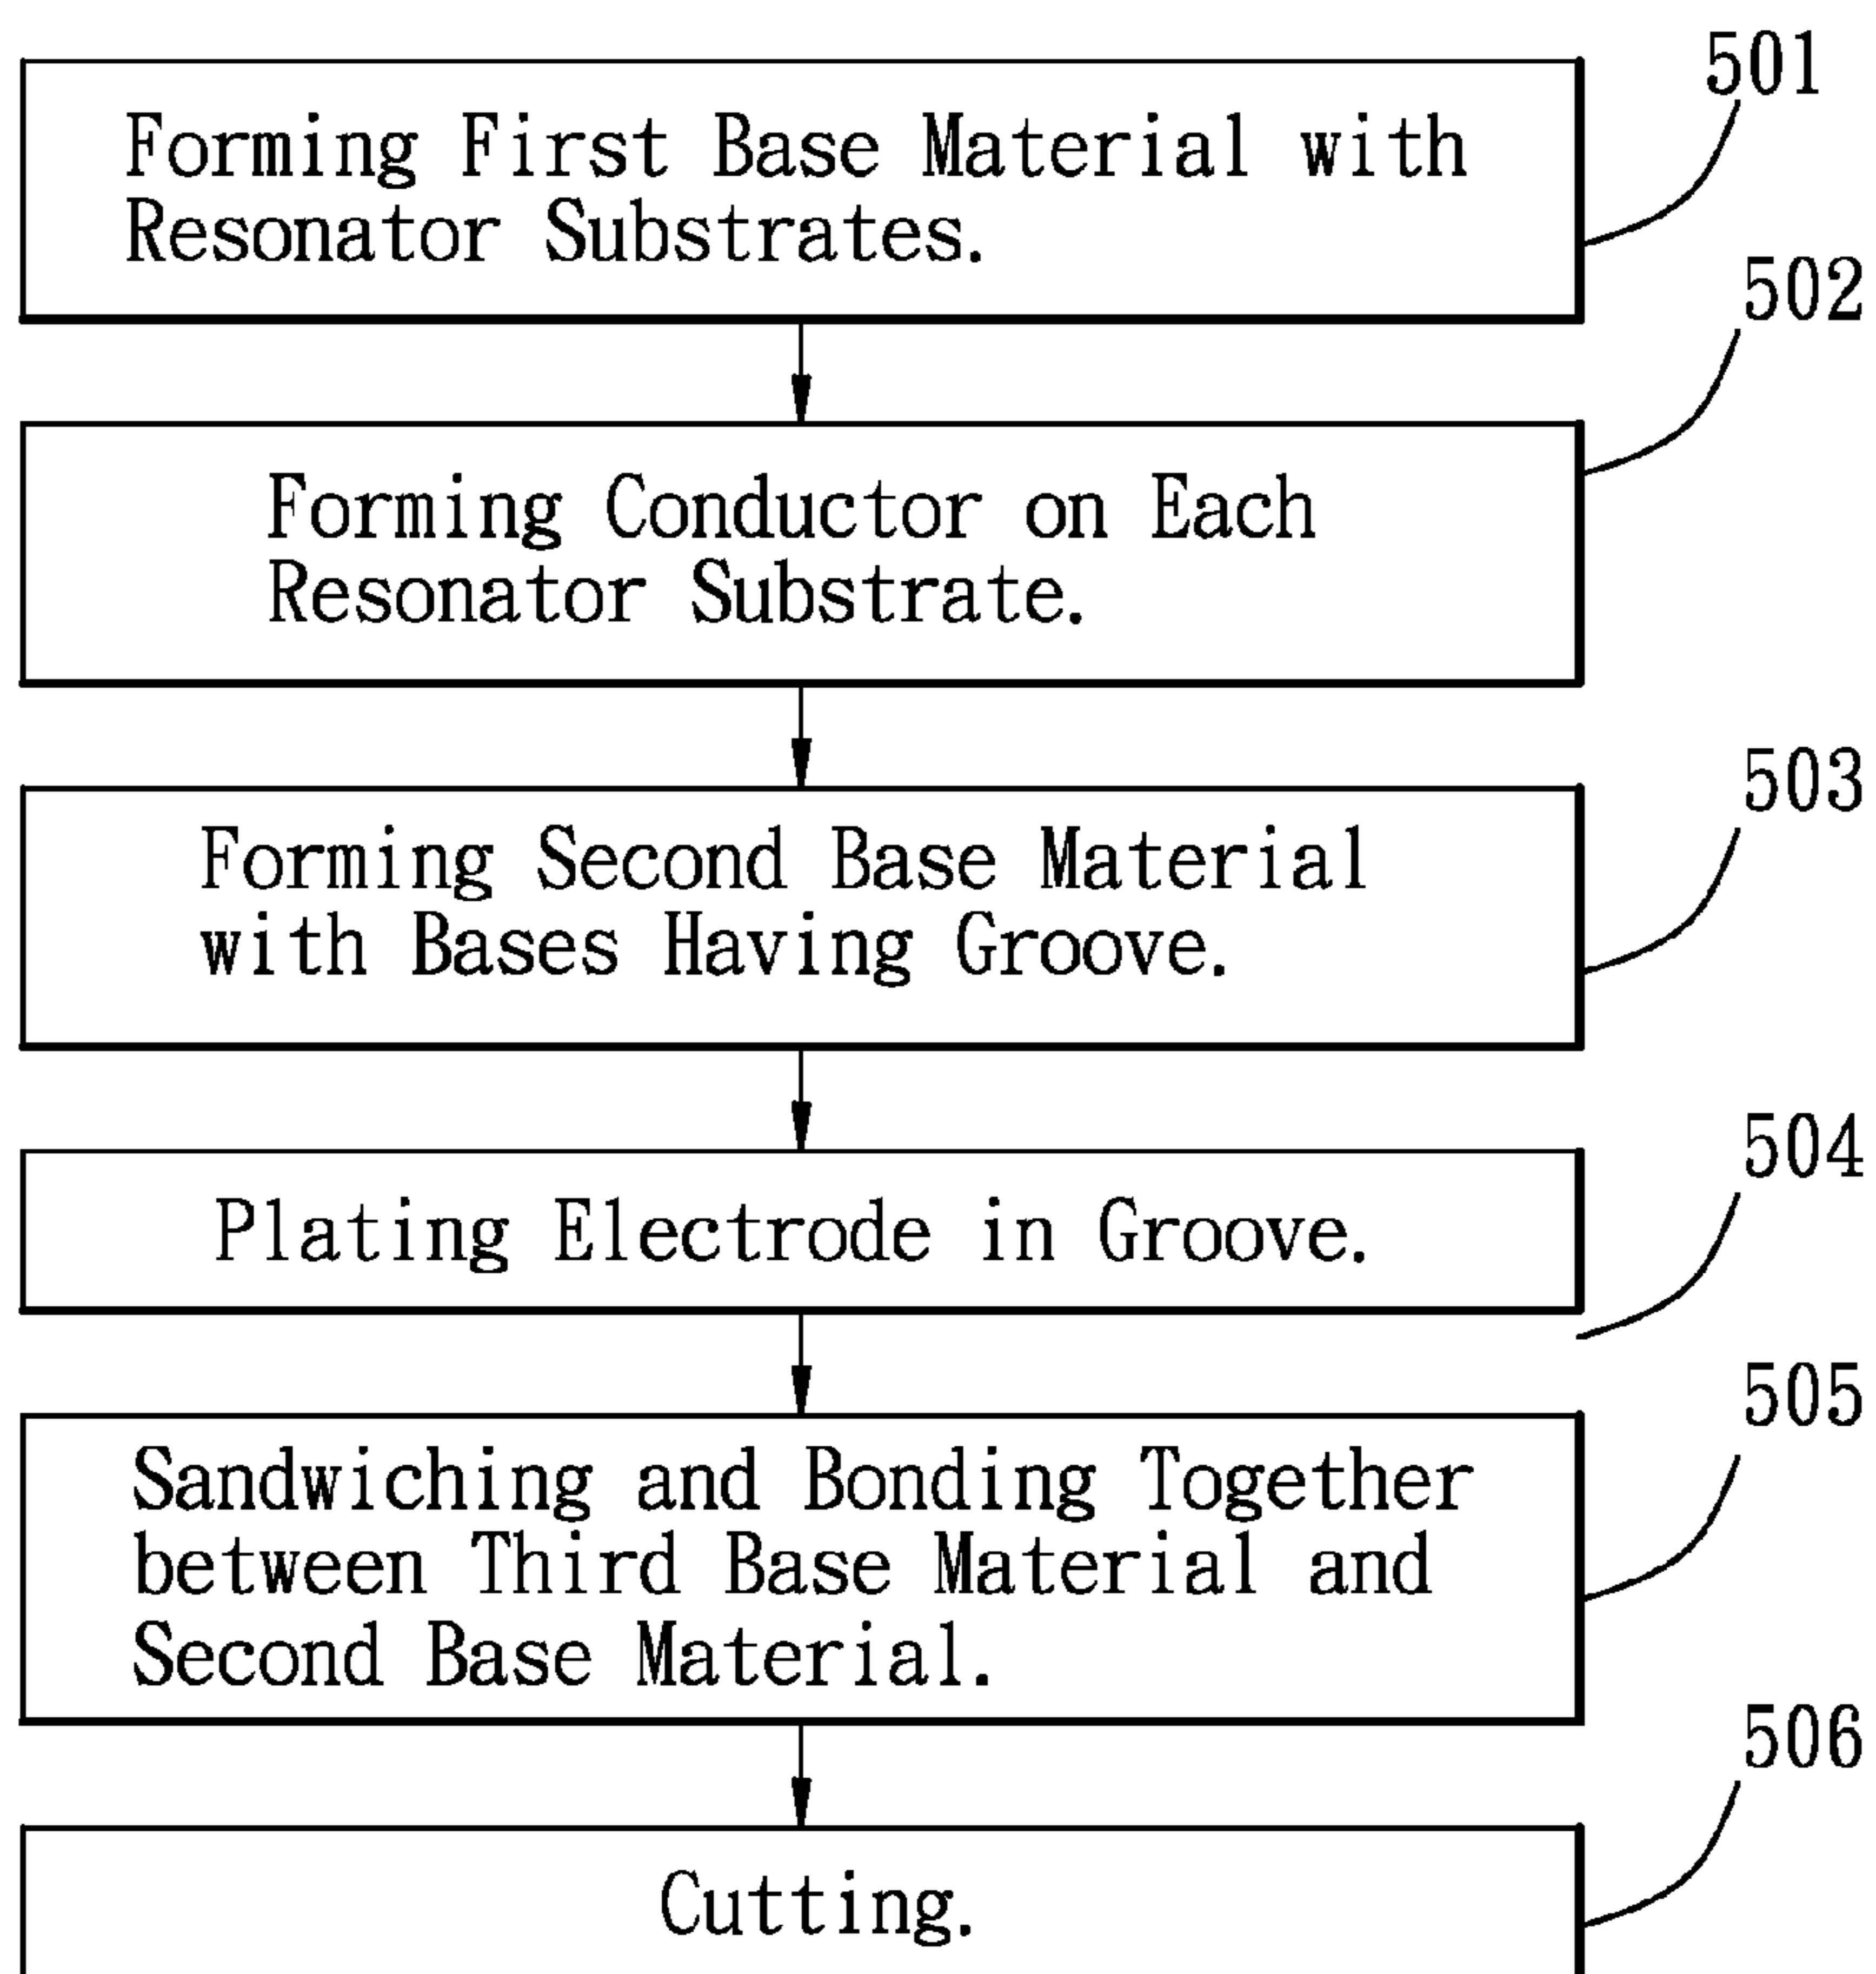 501
Forming First Base Material with
Resonator Substrates.
502
Forming Conductor on Each
Resonator Substrate.
503
Forming Second Base Material
with Bases Having Groove.
504
Plating Electrode in Groove.
505
Sandwiching and Bonding Together
between Third Base Material and
Second Base Material.
506
Cutting.